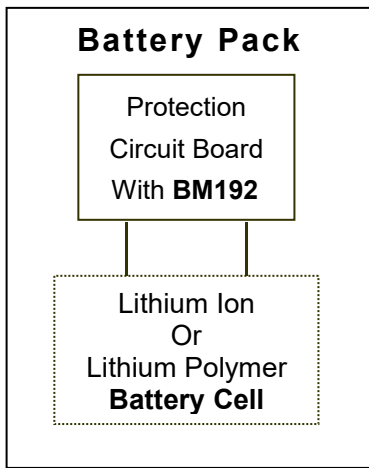 Battery Pack
Protection
Circuit Board
With BM192
Lithium Ion
Or
Lithium Polymer
Battery Cell